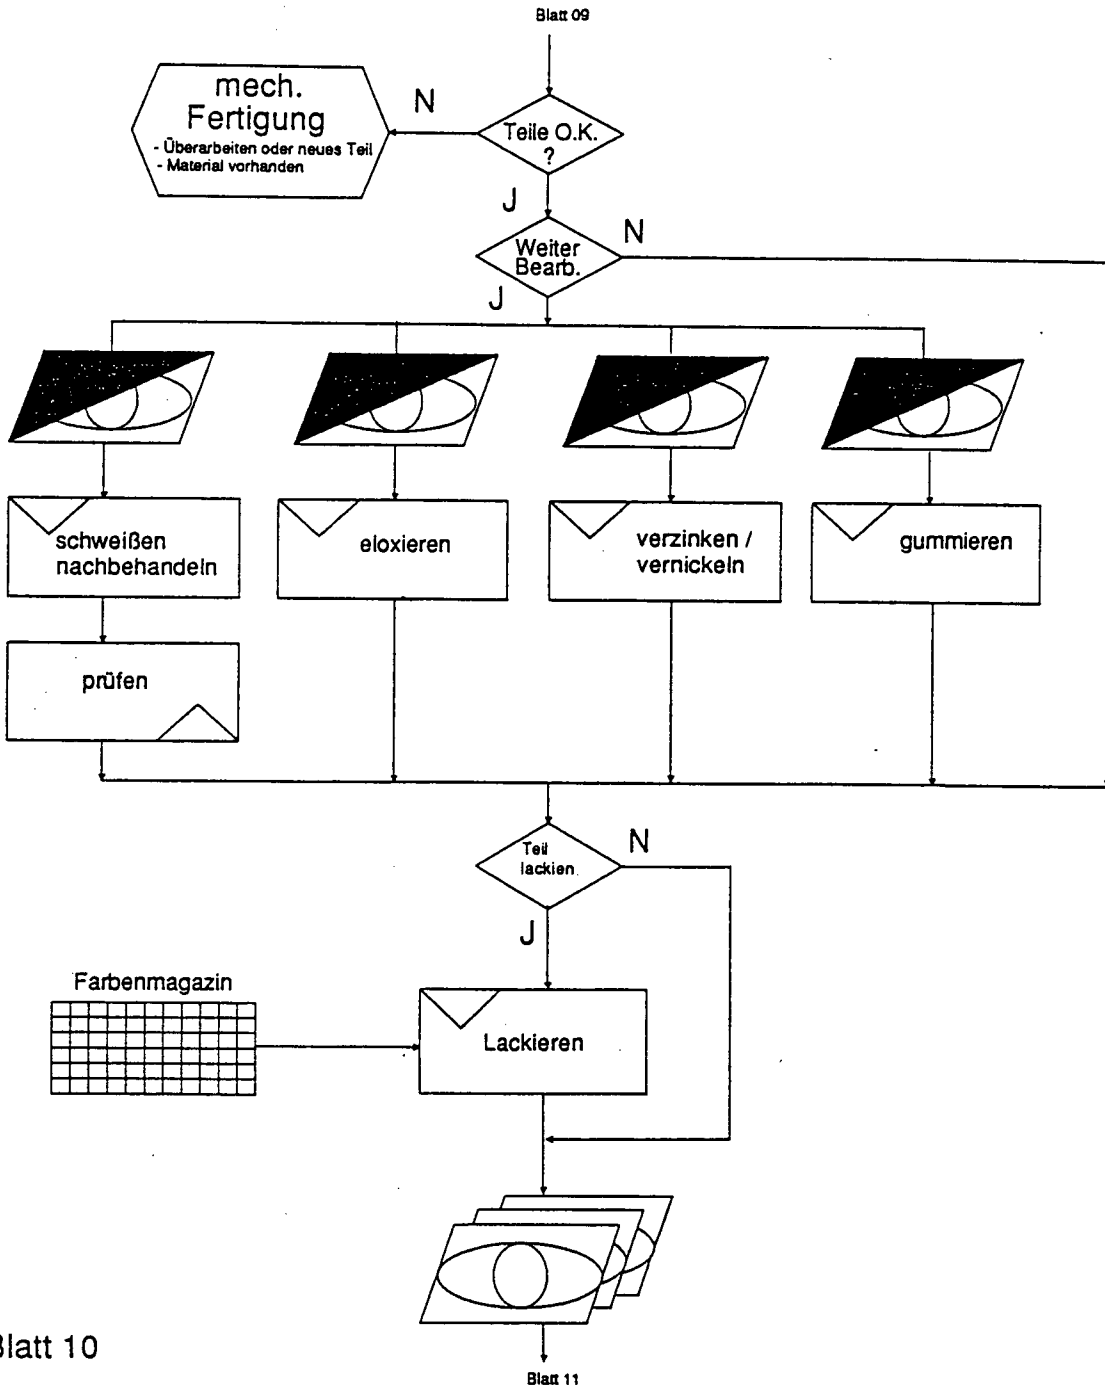 Blatt 09
mech.
Fertigung
- Überarbeiten oder neues Teil
- Material vorhanden
N
Teile O.K.
?
J
Weiter
Bearb.
N
J
schweißen
nachbehandeln
eloxieren
verzinken /
vernickeln
gummieren
prüfen
Teil
lackien
N
J
Farbenmagazin
Lackieren
Blatt 10
Blatt 11